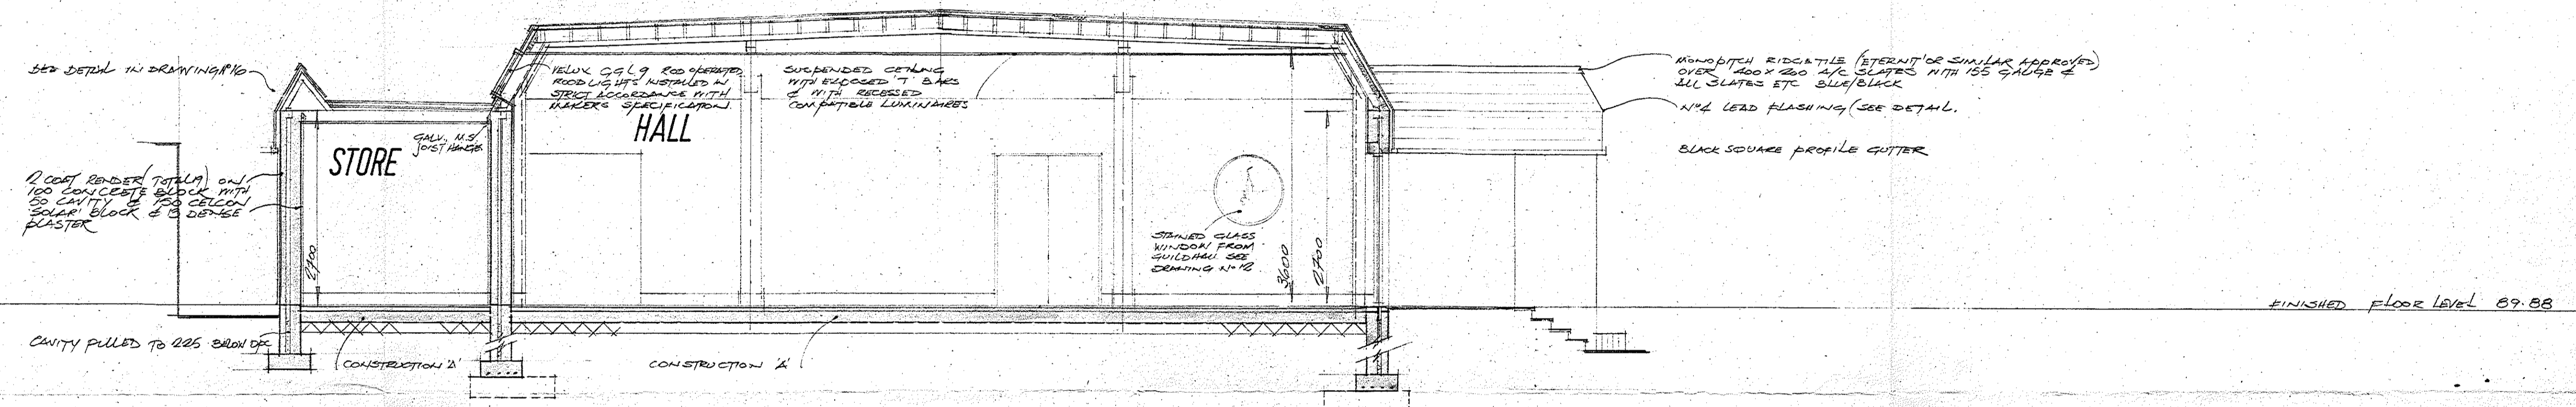 SEE DETAIL IN DRAWING Nº16
VELUX GGL9 ROD OPERATED
ROOFLIGHTS INSTALLED IN
STRICT ACCORDANCE WITH
MAKERS SPECIFICATION
SUSPENDED CEILING
WITH EXPOSED 'T' BARS
& WITH RECESSED
COMPATIBLE LUMINAIRES
MONOPITCH RIDGE TILE (ETERNIT OR SIMILAR APPROVED)
OVER 400 x 200 A/C SLATES WITH 155 GAUGE &
ALL SLATES ETC BLUE/BLACK
Nº4 LEAD FLASHING (SEE DETAIL.
BLACK SQUARE PROFILE GUTTER
HALL
GALV. M.S.
JOIST HANGER
STORE
2 COAT RENDER ON
100 CONCRETE BLOCK WITH
50 CAVITY & 150 CELCON
'SOLAR' BLOCK & 13 DENSE
PLASTER
STAINED GLASS
WINDOW FROM
GUILDHALL SEE
DRAWING Nº12
2700
3600
2700
FINISHED FLOOR LEVEL 89.88
CAVITY FILLED TO 225 BELOW DPC
CONSTRUCTION 'A'
CONSTRUCTION 'A'